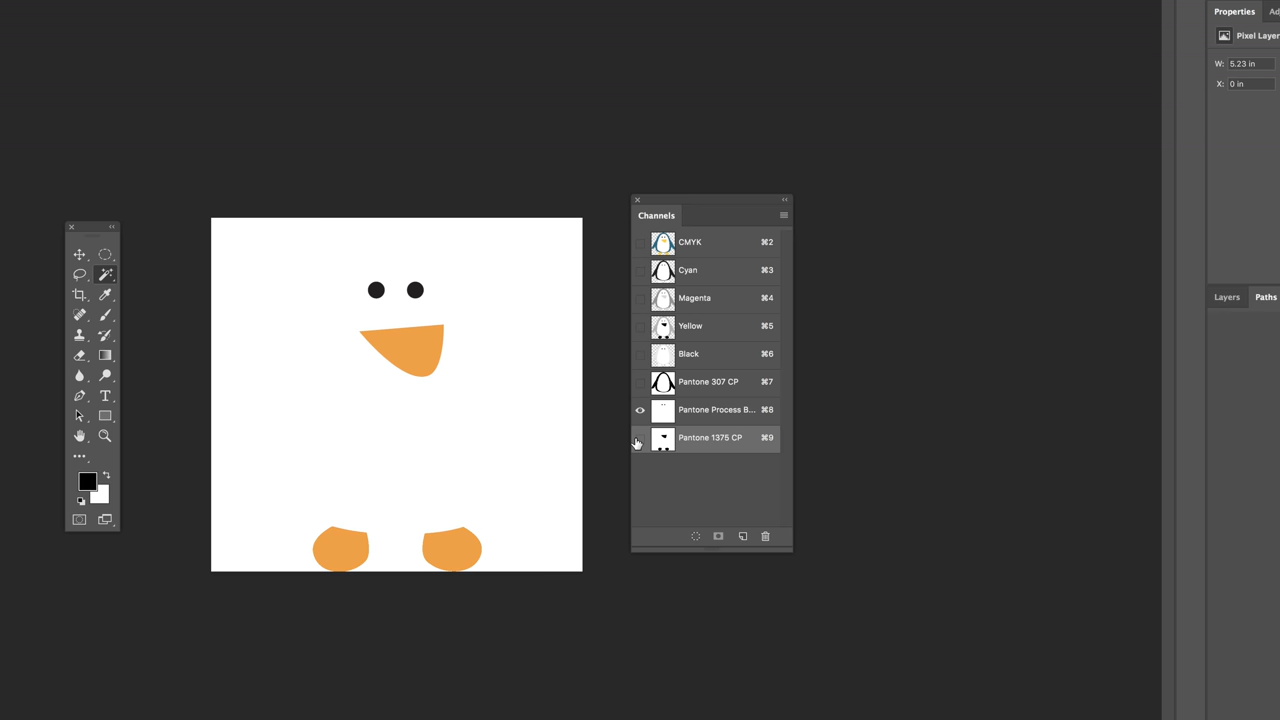 Properties
Ad
Pixel Layer
W: 5.23 in
X: 0 in
Channels
CMYK ⌘2
Cyan ⌘3
Magenta ⌘4
Yellow ⌘5
Black ⌘6
Pantone 307 CP ⌘7
Pantone Process B... ⌘8
Pantone 1375 CP ⌘9
Layers
Paths
T